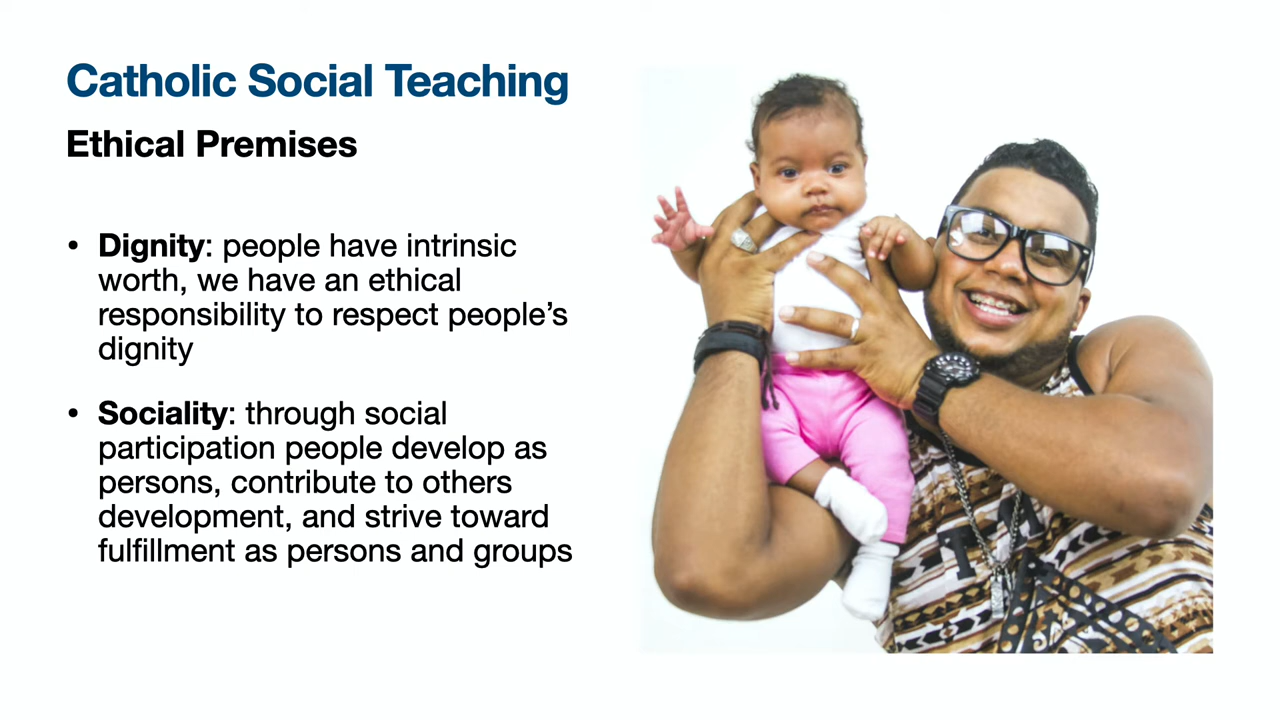 Catholic Social Teaching
Ethical Premises
• Dignity: people have intrinsic
worth, we have an ethical
responsibility to respect people’s
dignity
• Sociality: through social
participation people develop as
persons, contribute to others
development, and strive toward
fulfillment as persons and groups